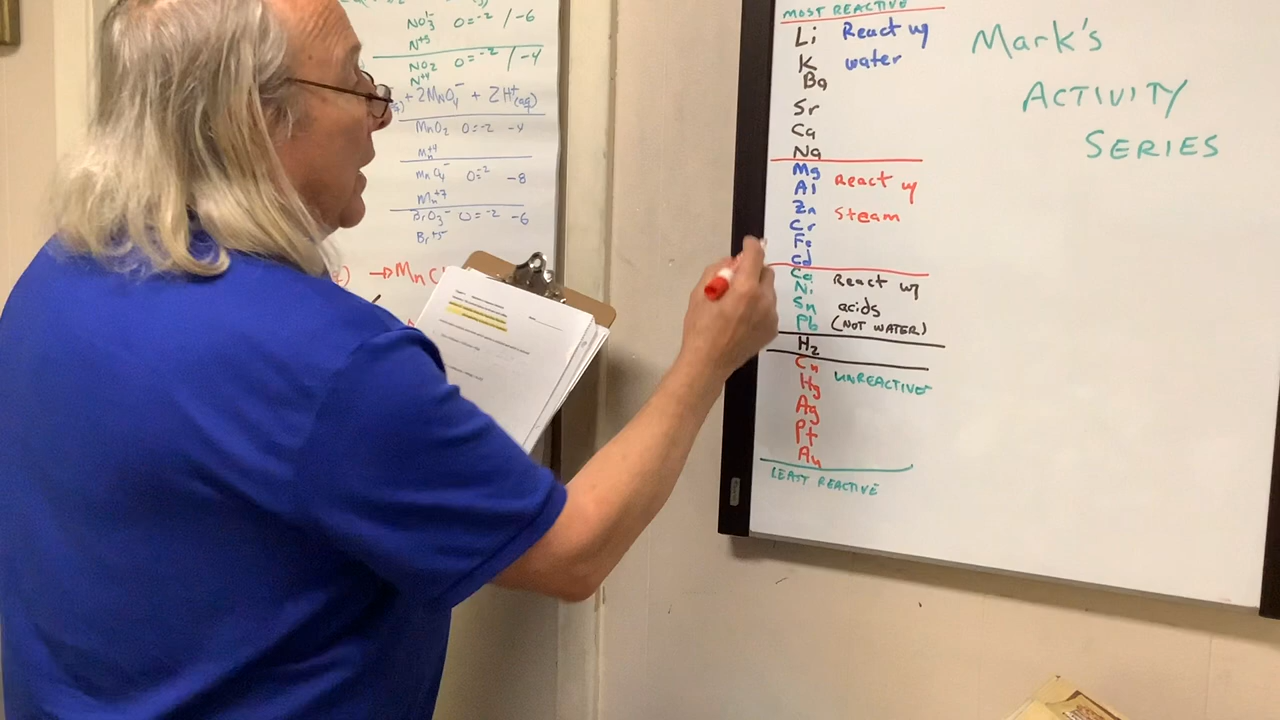 NO₃¹⁻ O=⁻² / -6
N⁺⁵
NO₂ O=⁻² / -4
N⁺⁴
+ 2MnO₄⁻ + 2H⁺(aq)
MnO₂ O=⁻² -4
Mn⁺⁴
MnO₄⁻ O=⁻² -8
Mn⁺⁷
BrO₃⁻ O=⁻² -6
Br⁺⁵
→ MnO
MOST REACTIVE
Li React w/
K water
Ba
Sr
Ca
Na
Mg React w/
Al
Zn Steam
Cr
Fe
Cd
Co React w/
Ni
Sn acids
Pb (NOT WATER)
H₂
Cu
Hg UNREACTIVE
Ag
Pt
Au
LEAST REACTIVE
Mark's
ACTIVITY
SERIES